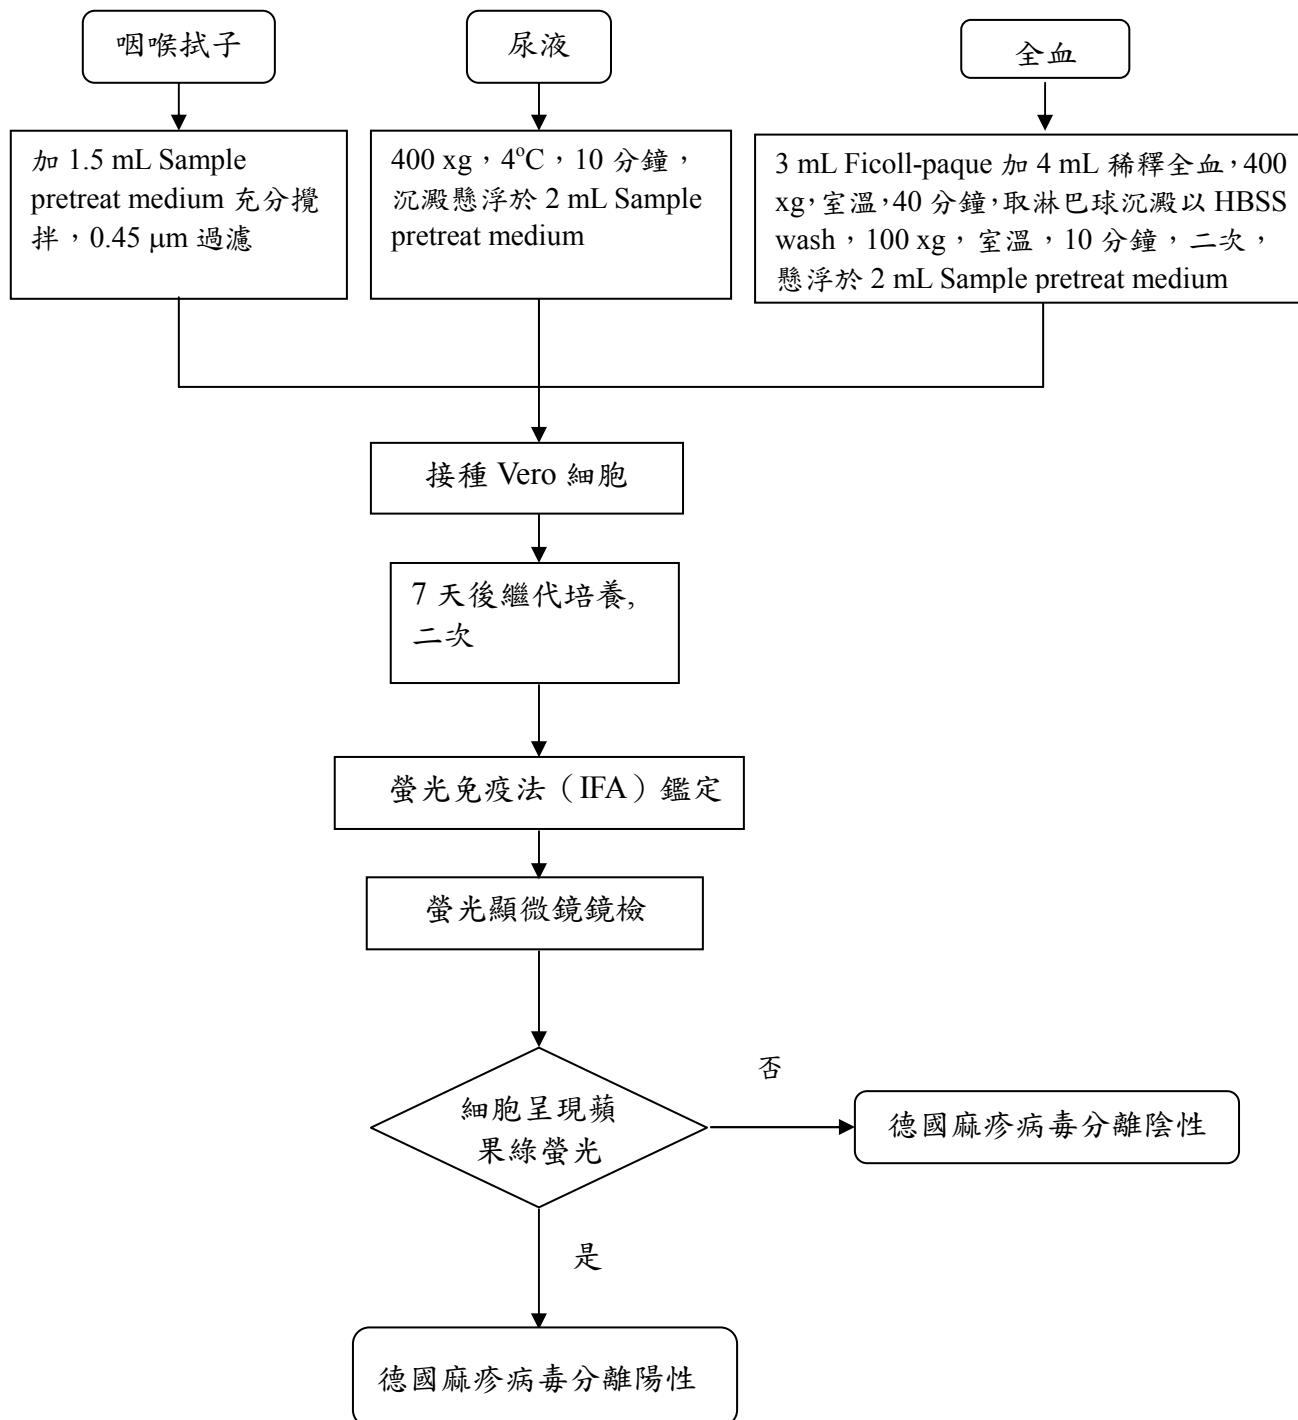 咽喉拭子
尿液
全血
加 1.5 mL Sample
pretreat medium 充分攪
拌，0.45 μm 過濾
400 xg，4°C，10 分鐘，
沉澱懸浮於 2 mL Sample
pretreat medium
3 mL Ficoll-paque 加 4 mL 稀釋全血，400
xg，室溫，40 分鐘，取淋巴球沉澱以 HBSS
wash，100 xg，室溫，10 分鐘，二次，
懸浮於 2 mL Sample pretreat medium
接種 Vero 細胞
7 天後繼代培養,
二次
螢光免疫法（IFA）鑑定
螢光顯微鏡鏡檢
細胞呈現蘋
果綠螢光
否
德國麻疹病毒分離陰性
是
德國麻疹病毒分離陽性